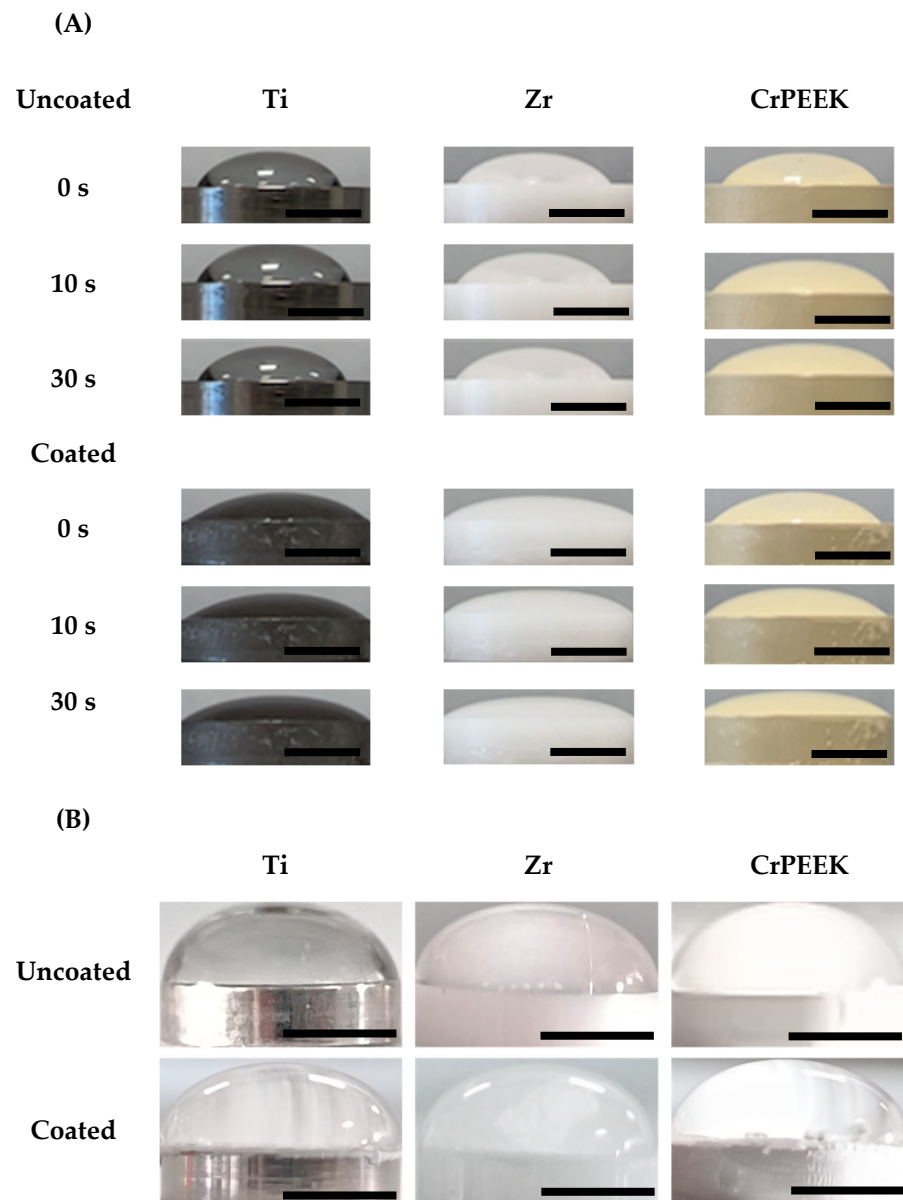 (A)
Uncoated Ti Zr CrPEEK
0 s
10 s
30 s
Coated
0 s
10 s
30 s
(B)
Ti Zr CrPEEK
Uncoated
Coated